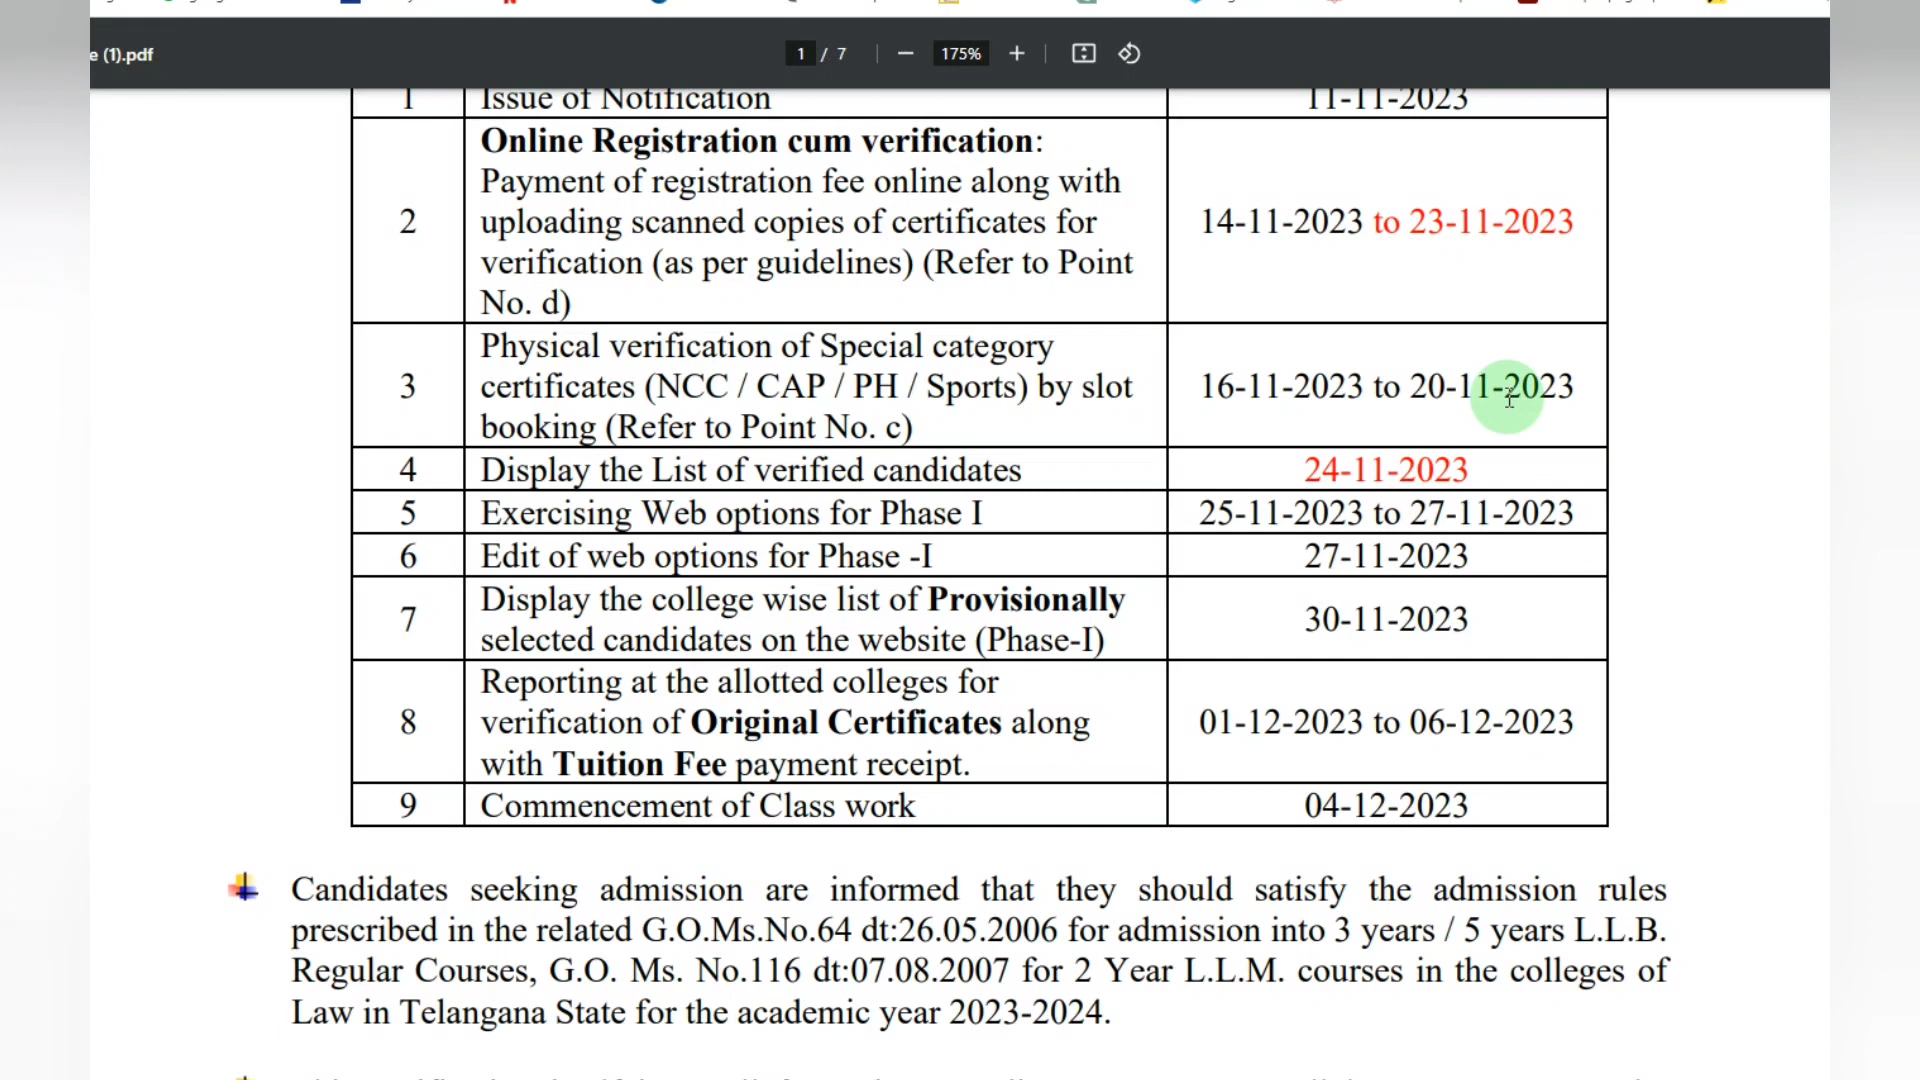 e (1).pdf
1 / 7
175%
1 Issue of Notification 11-11-2023
Online Registration cum verification:
Payment of registration fee online along with
2 uploading scanned copies of certificates for 14-11-2023 to 23-11-2023
verification (as per guidelines) (Refer to Point
No. d)
Physical verification of Special category
3 certificates (NCC / CAP / PH / Sports) by slot 16-11-2023 to 20-11-2023
booking (Refer to Point No. c)
4 Display the List of verified candidates 24-11-2023
5 Exercising Web options for Phase I 25-11-2023 to 27-11-2023
6 Edit of web options for Phase -I 27-11-2023
7 Display the college wise list of Provisionally 30-11-2023
selected candidates on the website (Phase-I)
Reporting at the allotted colleges for
8 verification of Original Certificates along 01-12-2023 to 06-12-2023
with Tuition Fee payment receipt.
9 Commencement of Class work 04-12-2023
Candidates seeking admission are informed that they should satisfy the admission rules
prescribed in the related G.O.Ms.No.64 dt:26.05.2006 for admission into 3 years / 5 years L.L.B.
Regular Courses, G.O. Ms. No.116 dt:07.08.2007 for 2 Year L.L.M. courses in the colleges of
Law in Telangana State for the academic year 2023-2024.